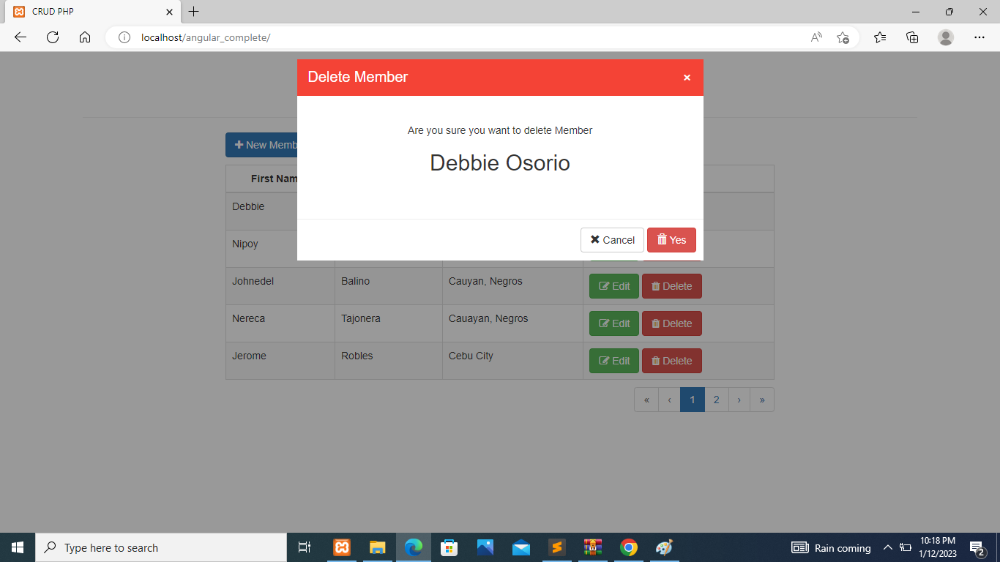 CRUD PHP
localhost/angular_complete/
Delete Member ×
Are you sure you want to delete Member
Debbie Osorio
Cancel Yes
New Memb
First Nam
Debbie
Nipoy
Johnedel Balino Cauyan, Negros Edit Delete
Nereca Tajonera Cauayan, Negros Edit Delete
Jerome Robles Cebu City Edit Delete
« ‹ 1 2 › »
Type here to search
Rain coming
10:18 PM
1/12/2023
2